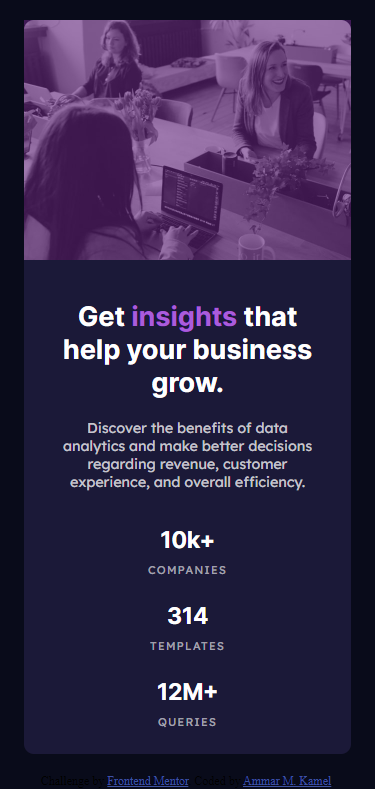 Get insights that
help your business
grow.
Discover the benefits of data
analytics and make better decisions
regarding revenue, customer
experience, and overall efficiency.
10k+
COMPANIES
314
TEMPLATES
12M+
QUERIES
Challenge by Frontend Mentor. Coded by Ammar M. Kamel.